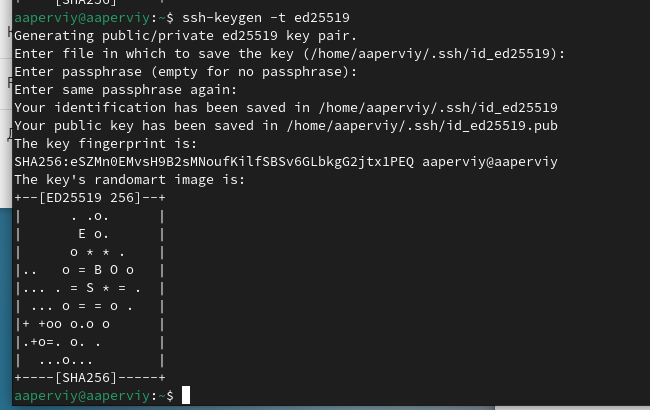 +----[SHA256]-----+
aaperviy@aaperviy:~$ ssh-keygen -t ed25519
Generating public/private ed25519 key pair.
Enter file in which to save the key (/home/aaperviy/.ssh/id_ed25519):
Enter passphrase (empty for no passphrase):
Enter same passphrase again:
Your identification has been saved in /home/aaperviy/.ssh/id_ed25519
Your public key has been saved in /home/aaperviy/.ssh/id_ed25519.pub
The key fingerprint is:
SHA256:eSZMn0EMvsH9B2sMNoufKilfSBSv6GLbkgG2jtx1PEQ aaperviy@aaperviy
The key's randomart image is:
+--[ED25519 256]--+
|      . .o.      |
|       E o.      |
|      o * * .    |
|..   o = B O o   |
|... . = S * = .  |
| ... o = = o .   |
|+ +oo o.o o      |
|.+o=. o. .       |
|  ...o...        |
+----[SHA256]-----+
aaperviy@aaperviy:~$